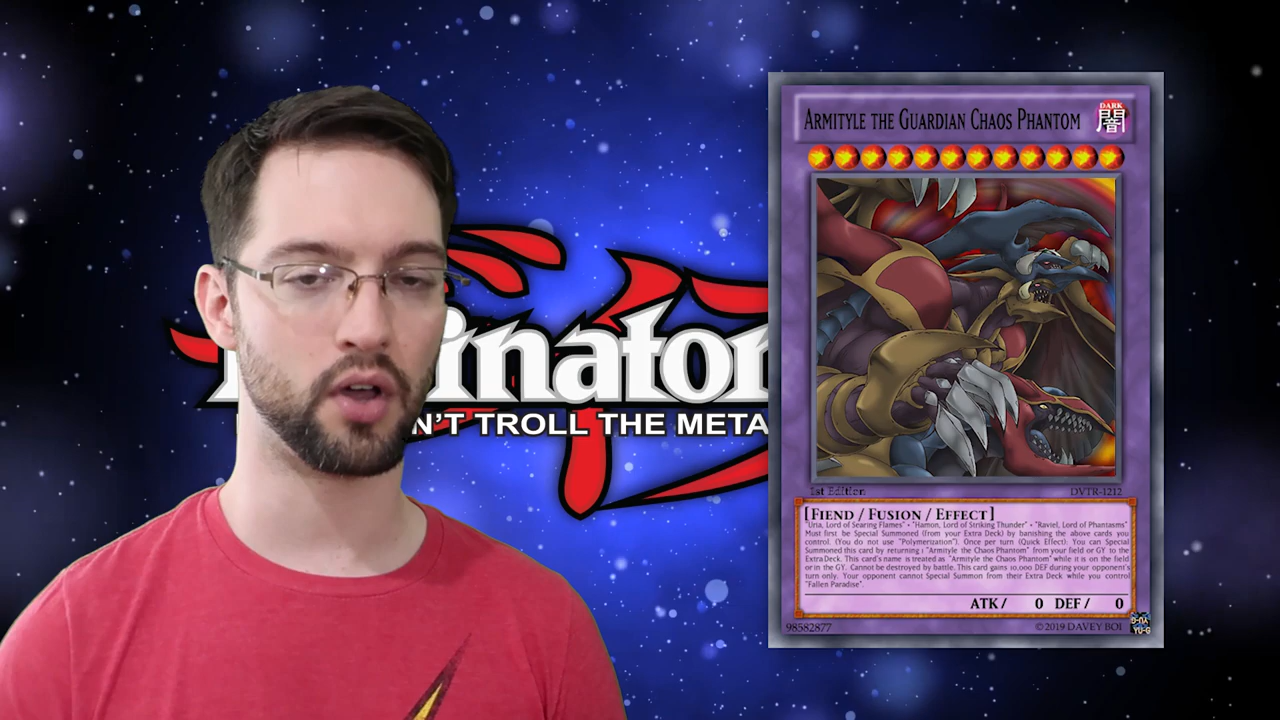 inator
N'T TROLL THE META
ARMITYLE THE GUARDIAN CHAOS PHANTOM
DARK
闇
1st Edition
DVTR-1212
[FIEND / FUSION / EFFECT]
"Uria, Lord of Searing Flames" • "Hamon, Lord of Striking Thunder" • "Raviel, Lord of Phantasms"
Must first be Special Summoned (from your Extra Deck) by banishing the above cards you
control. (You do not use "Polymerization"). Once per turn (Quick Effect): You can Special
Summoned this card by returning 1 "Armityle the Chaos Phantom" from your field or GY to the
Extra Deck. This card's name is treated as "Armityle the Chaos Phantom" while it is on the field
or in the GY. Cannot be destroyed by battle. This card gains 10,000 DEF during your opponent's
turn only. Your opponent cannot Special Summon from their Extra Deck while you control
"Fallen Paradise".
ATK / 0 DEF / 0
98582877
© 2019 DAVEY BOI